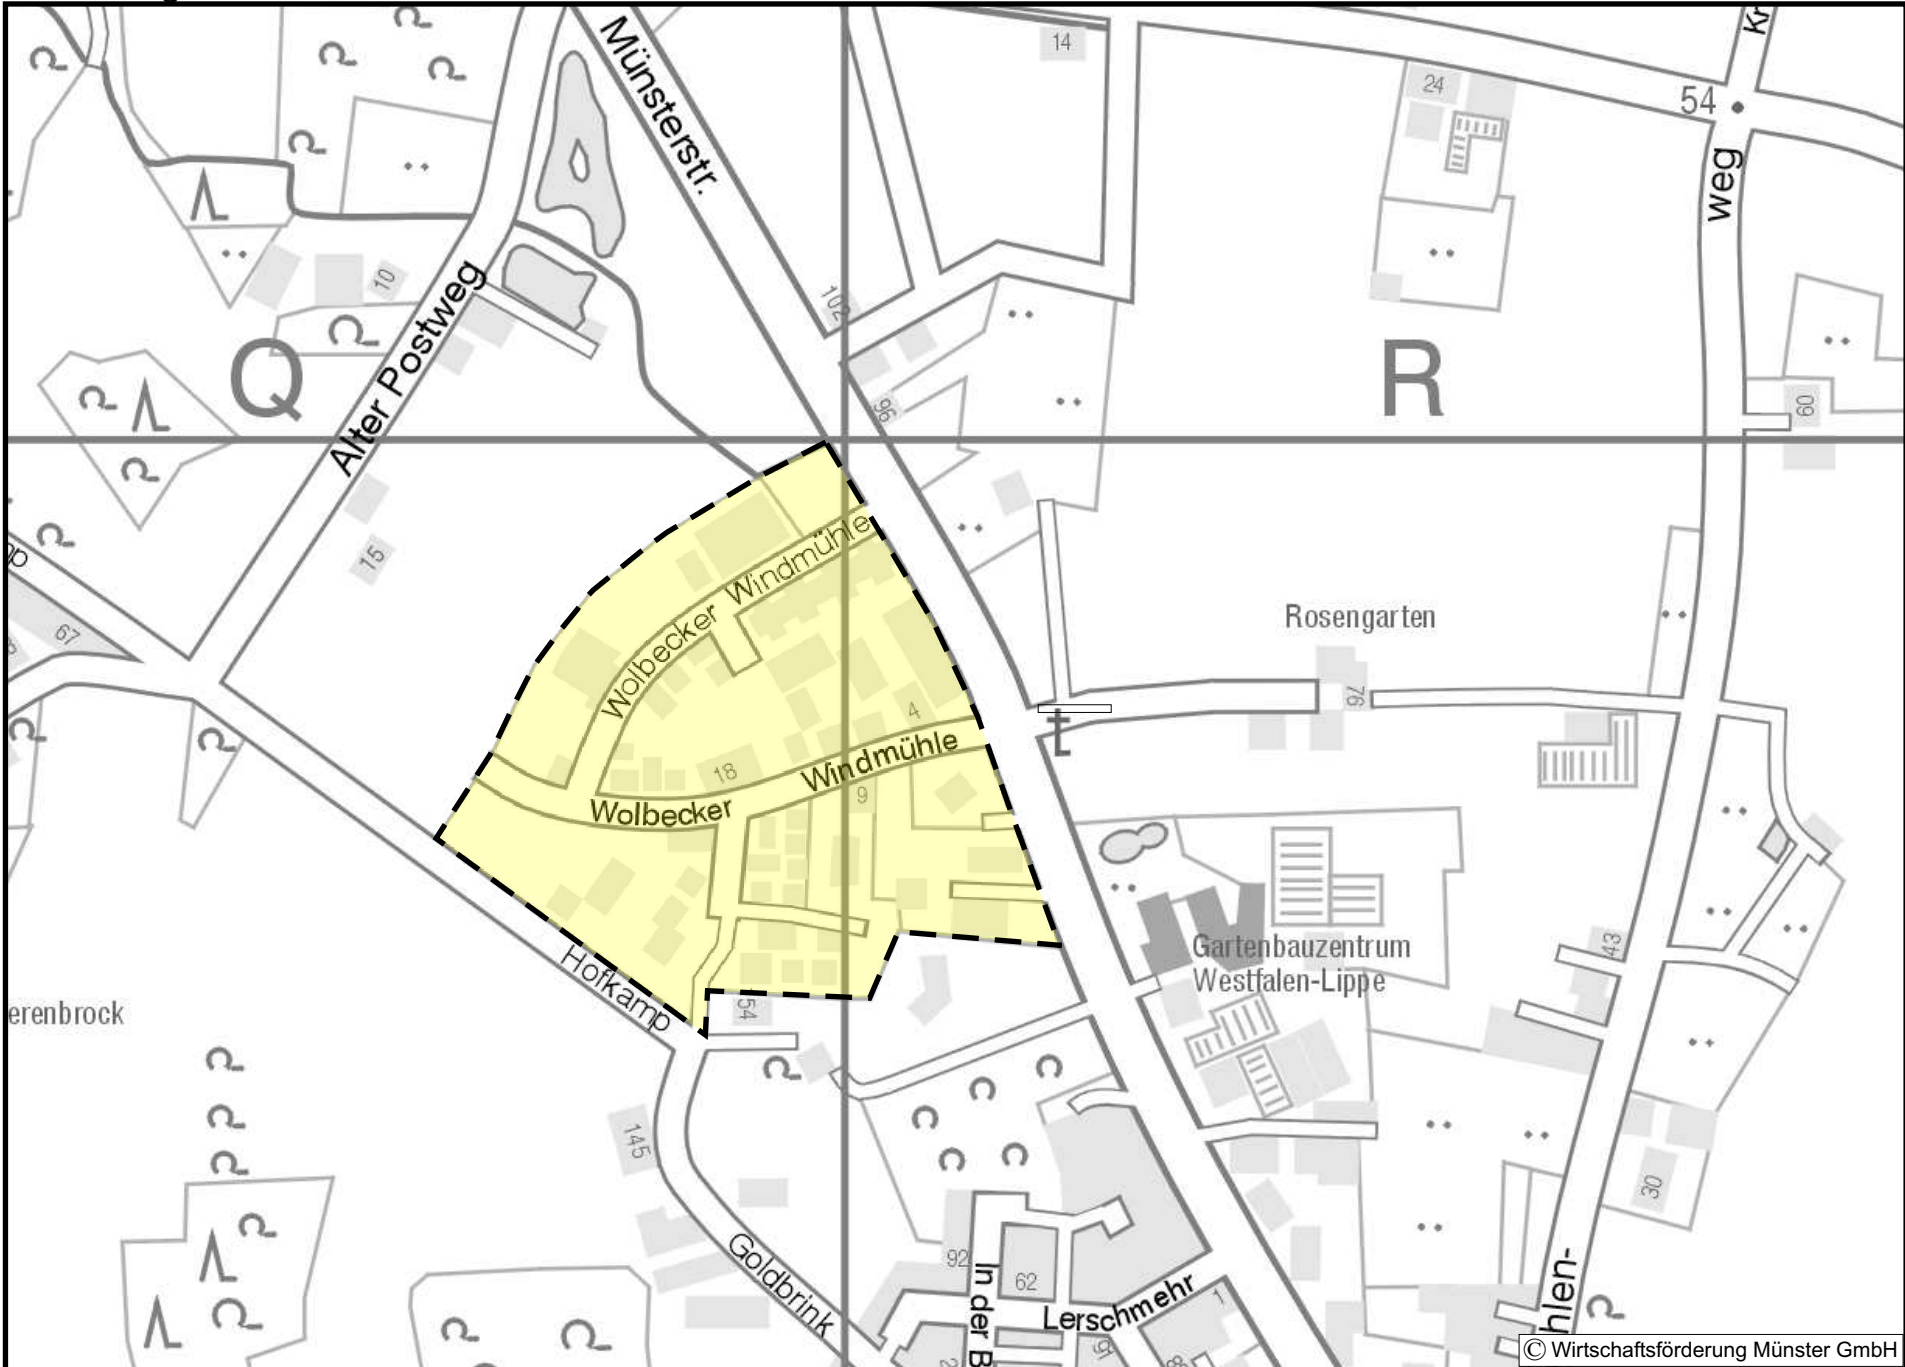 Münsterstr.
14
24
54
Kr
weg
10
102
Q
Alter Postweg
R
96
60
15
Wolbecker Windmühle
67
Rosengarten
76
4
18
Wolbecker Windmühle
9
Gartenbauzentrum
Westfalen-Lippe
43
Hofkamp
54
erenbrock
145
30
Goldbrink
92
In der B
62
Lerschmehr
1
hlen-
© Wirtschaftsförderung Münster GmbH